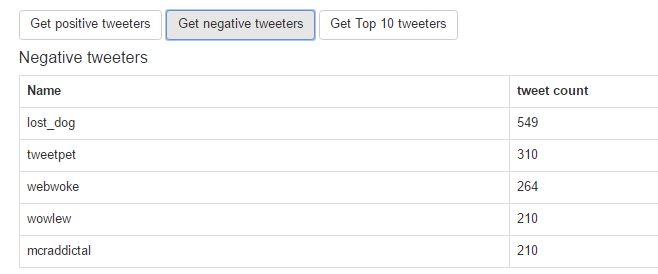 Get positive tweeters Get negative tweeters Get Top 10 tweeters
Negative tweeters
Name tweet count
lost_dog 549
tweetpet 310
webwoke 264
wowlew 210
mcraddictal 210